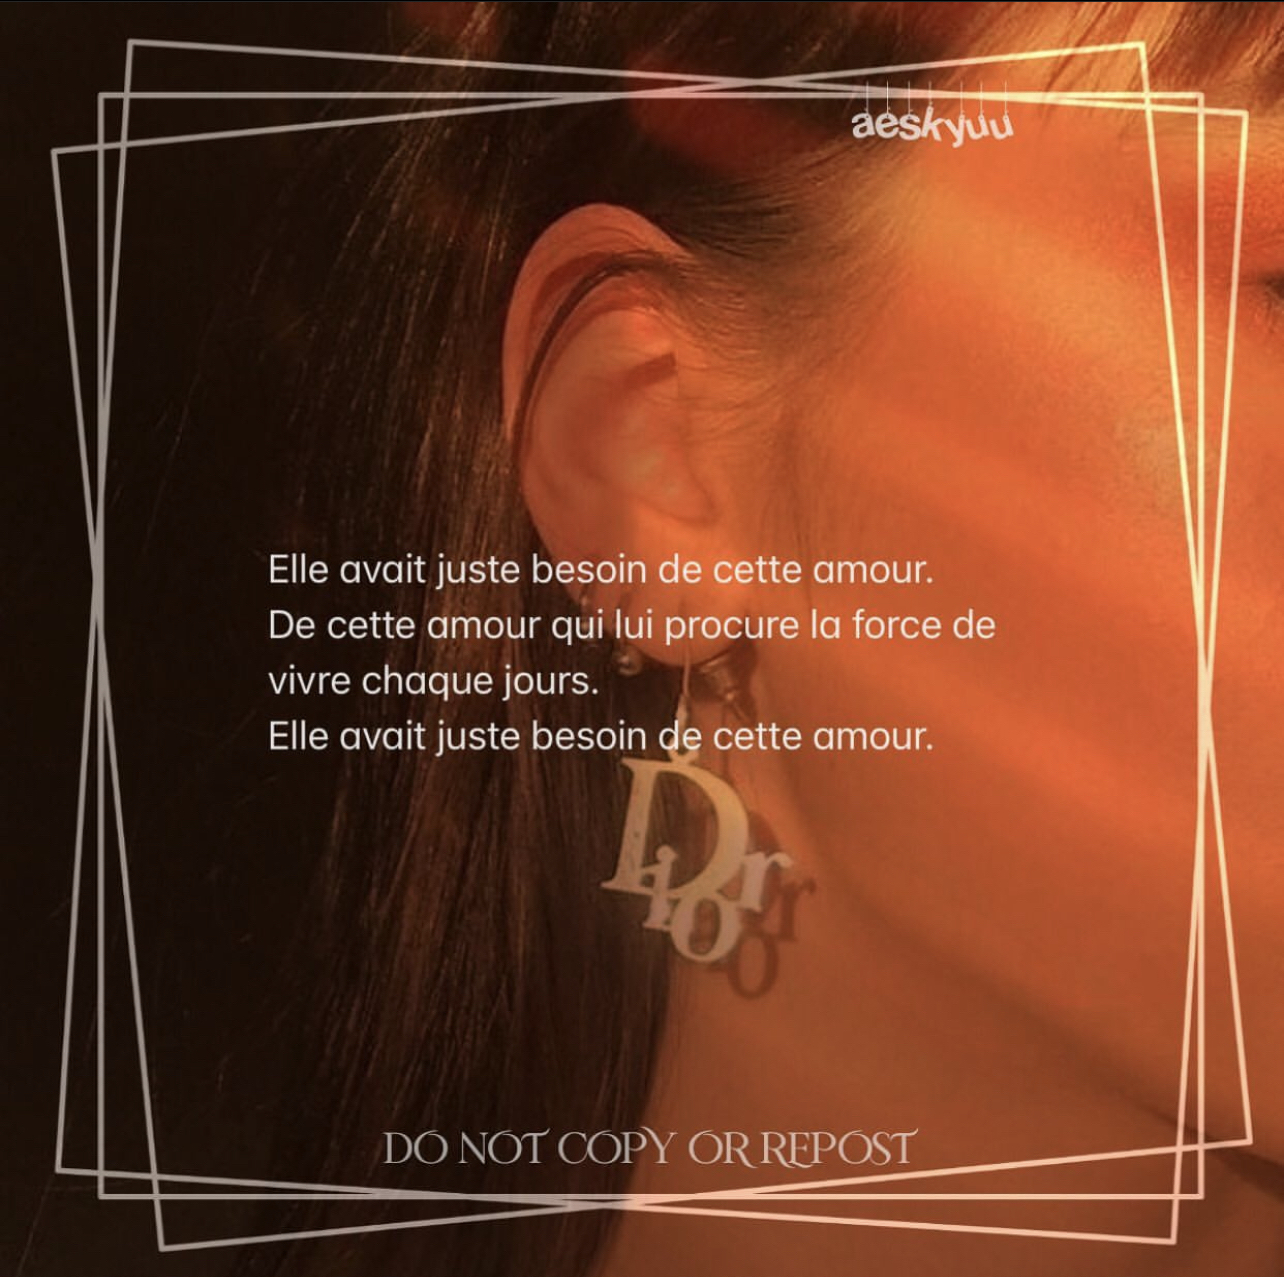 aeskyuu
Elle avait juste besoin de cette amour.
De cette amour qui lui procure la force de
vivre chaque jours.
Elle avait juste besoin de cette amour.
Dior
DO NOT COPY OR REPOST